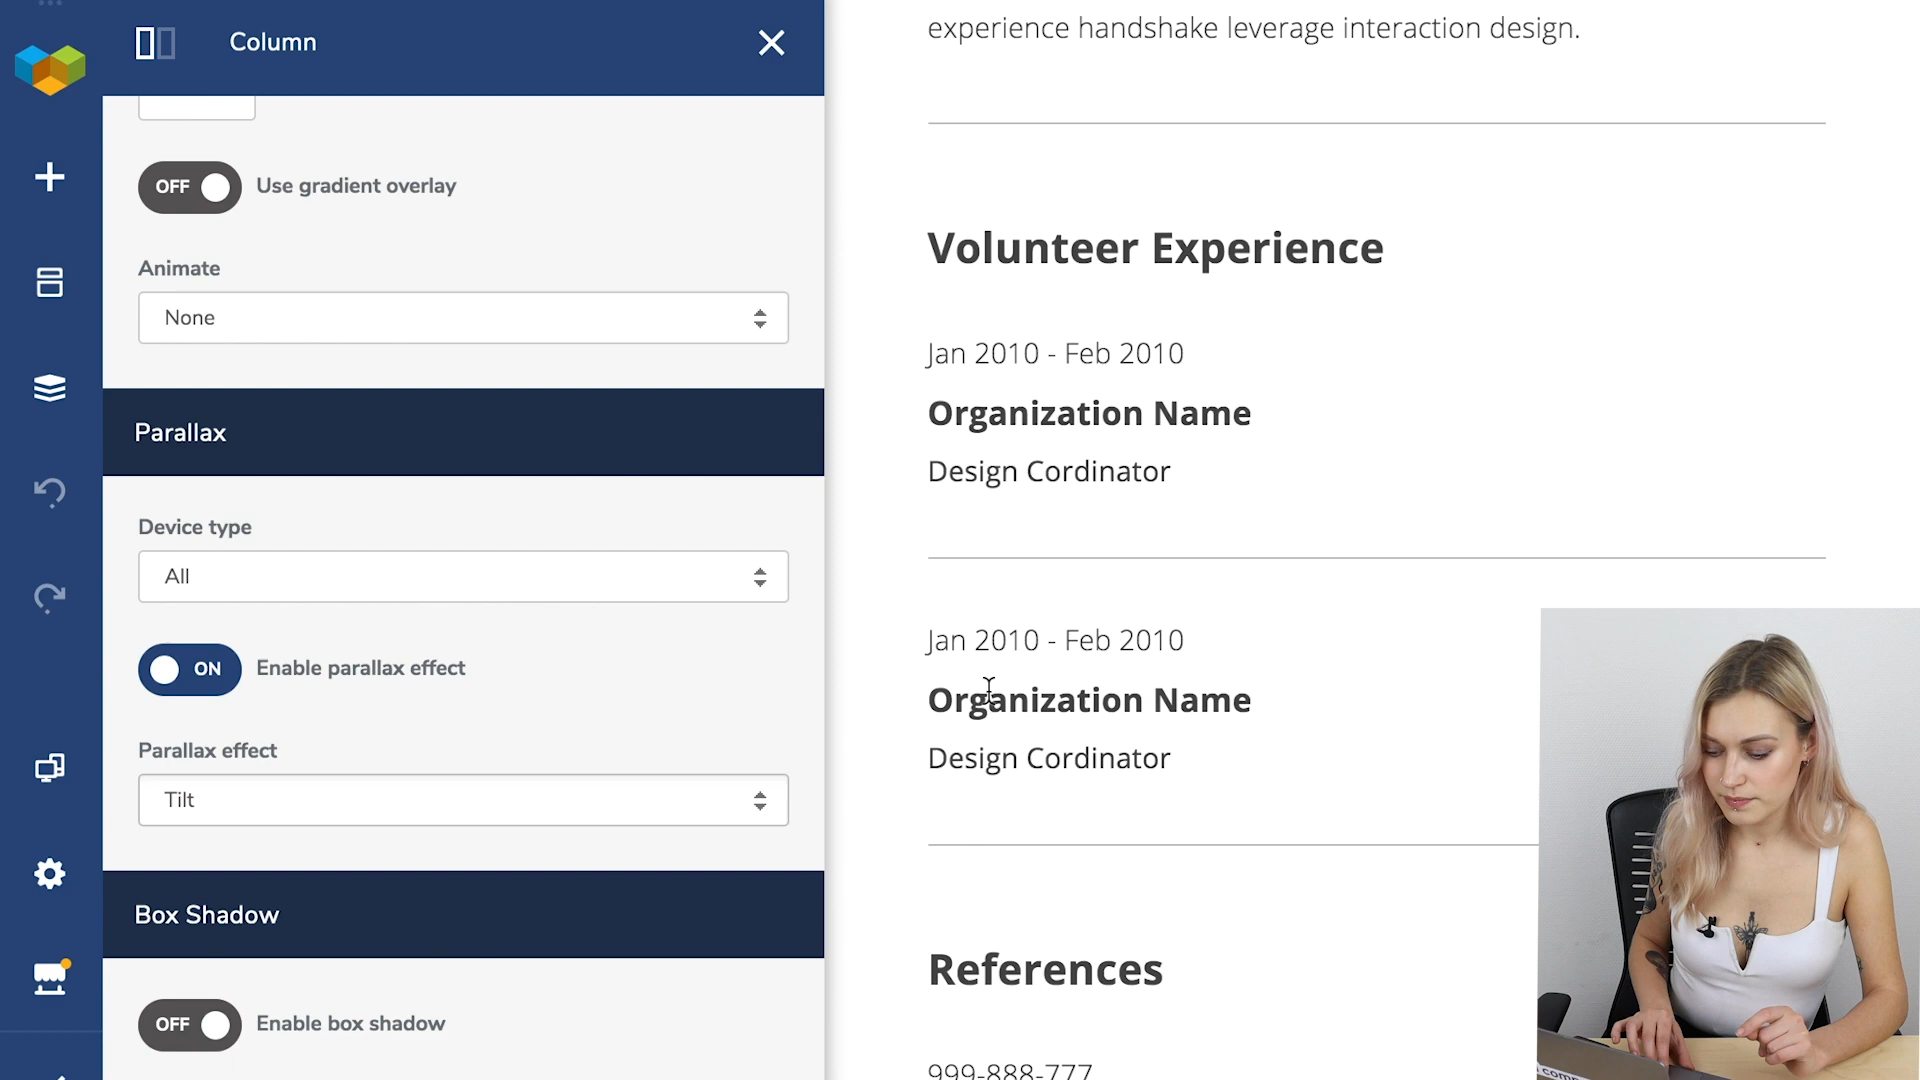 Column
OFF Use gradient overlay
Animate
None
Parallax
Device type
All
ON Enable parallax effect
Parallax effect
Tilt
Box Shadow
OFF Enable box shadow
experience handshake leverage interaction design.
Volunteer Experience
Jan 2010 - Feb 2010
Organization Name
Design Cordinator
Jan 2010 - Feb 2010
Organization Name
Design Cordinator
References
999-888-777